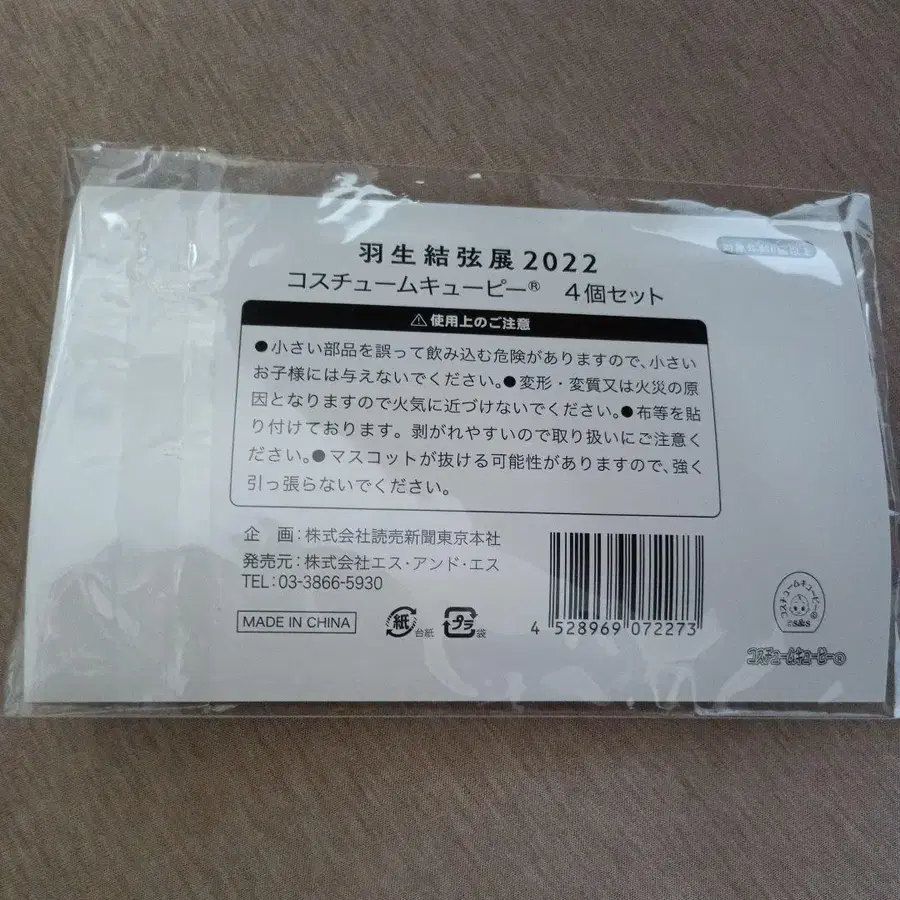 羽生結弦展2022
コスチュームキューピー® 4個セット
⚠使用上のご注意
●小さい部品を誤って飲み込む危険がありますので、小さい
お子様には与えないでください。●変形・変質又は火災の原
因となりますので火気に近づけないでください。●布等を貼
り付けております。剥がれやすいので取り扱いにご注意く
ださい。●マスコットが抜ける可能性がありますので、強く
引っ張らないでください。
企 画:株式会社読売新聞東京本社
発売元:株式会社エス・アンド・エス
TEL:03-3866-5930
MADE IN CHINA
紙 台紙
プラ 袋
4 528969 072273
コスチュームキューピー®
©s&s
コスチュームキューピー®